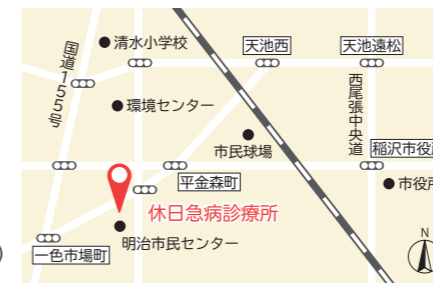 清水小学校
天池西
天池遠松
国道155号
環境センター
西尾張中央道
市民球場
稲沢市役所
平金森町
市役所
休日急病診療所
明治市民センター
一色市場町
N
)